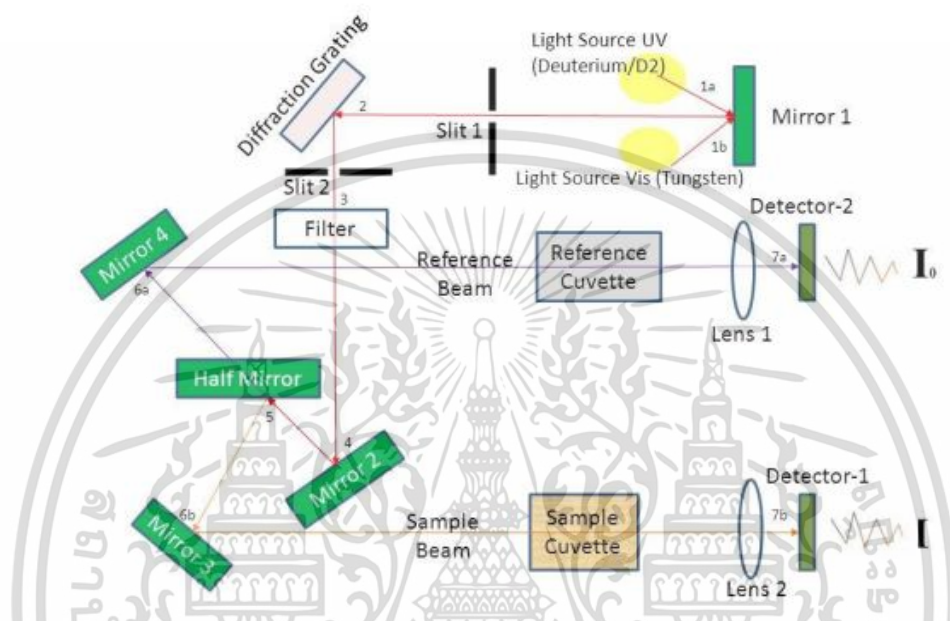 Light Source UV
(Deuterium/D2)
1a
Diffraction Grating
2
Slit 1
Mirror 1
1b
Light Source Vis (Tungsten)
Slit 2
3
Filter
Detector-2
Mirror 4
6a
Reference
Beam
Reference
Cuvette
7a
I₀
Lens 1
Half Mirror
5
4
Mirror 2
Detector-1
6b
Mirror 3
Sample
Beam
Sample
Cuvette
7b
I
Lens 2